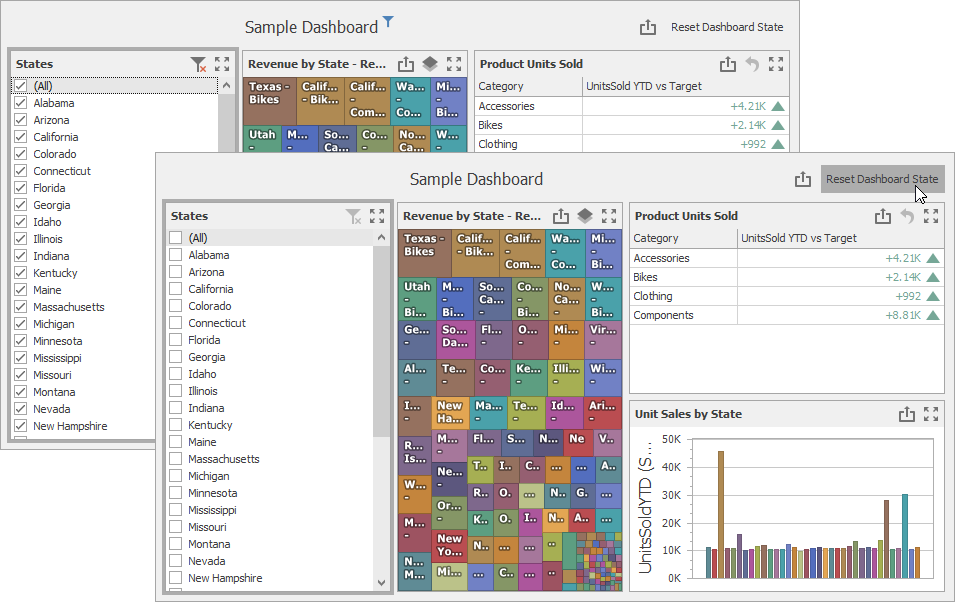 Sample Dashboard
Reset Dashboard State
States
(All)
Alabama
Arizona
California
Colorado
Connecticut
Florida
Georgia
Idaho
Illinois
Indiana
Kentucky
Maine
Massachusetts
Michigan
Minnesota
Mississippi
Missouri
Montana
Nevada
New Hampshire
Revenue by State - Re...
Texas - Bikes
Calif... - Bik...
Calif... - Com...
Wa... - Co...
Mi... - Bi...
Utah -
M... -
So... Ca...
Co... -
No... Ca...
W... -
Product Units Sold
Category UnitsSold YTD vs Target
Accessories +4.21K
Bikes +2.14K
Clothing +992
Sample Dashboard
Reset Dashboard State
States
(All)
Alabama
Arizona
California
Colorado
Connecticut
Florida
Georgia
Idaho
Illinois
Indiana
Kentucky
Maine
Massachusetts
Michigan
Minnesota
Mississippi
Missouri
Montana
Nevada
New Hampshire
Revenue by State - Re...
Texas - Bikes
Calif... - Bik...
Calif... - Com...
Wa... - Co...
Mi... - Bi...
Utah - Bi...
M... - Bi...
So... Ca...
Co... - Bi...
No... Ca...
W... - Bi...
Ge... -
So... Da...
Fl... -
O... -
Mi... -
Vir... -
Al... -
Te... -
Co... -
Ke... -
Illi... -
Wi... -
I... -
New Ha...
Ma... -
Te... -
Id... -
Ari... -
R... Is...
M... -
Fl...
S...
N...
Ne
V...
W... -
Ne... -
T...
I...
C...
...
...
A...
Or... -
R...
O...
...
N...
G.
...
M... -
K..
O.
I..
N..
A...
...
New Yo...
N..
...
...
..
N... M...
Mi...
...
C..
...
..
Product Units Sold
Category UnitsSold YTD vs Target
Accessories +4.21K
Bikes +2.14K
Clothing +992
Components +8.81K
Unit Sales by State
UnitsSoldYTD (S...
50K
40K
30K
20K
10K
0K